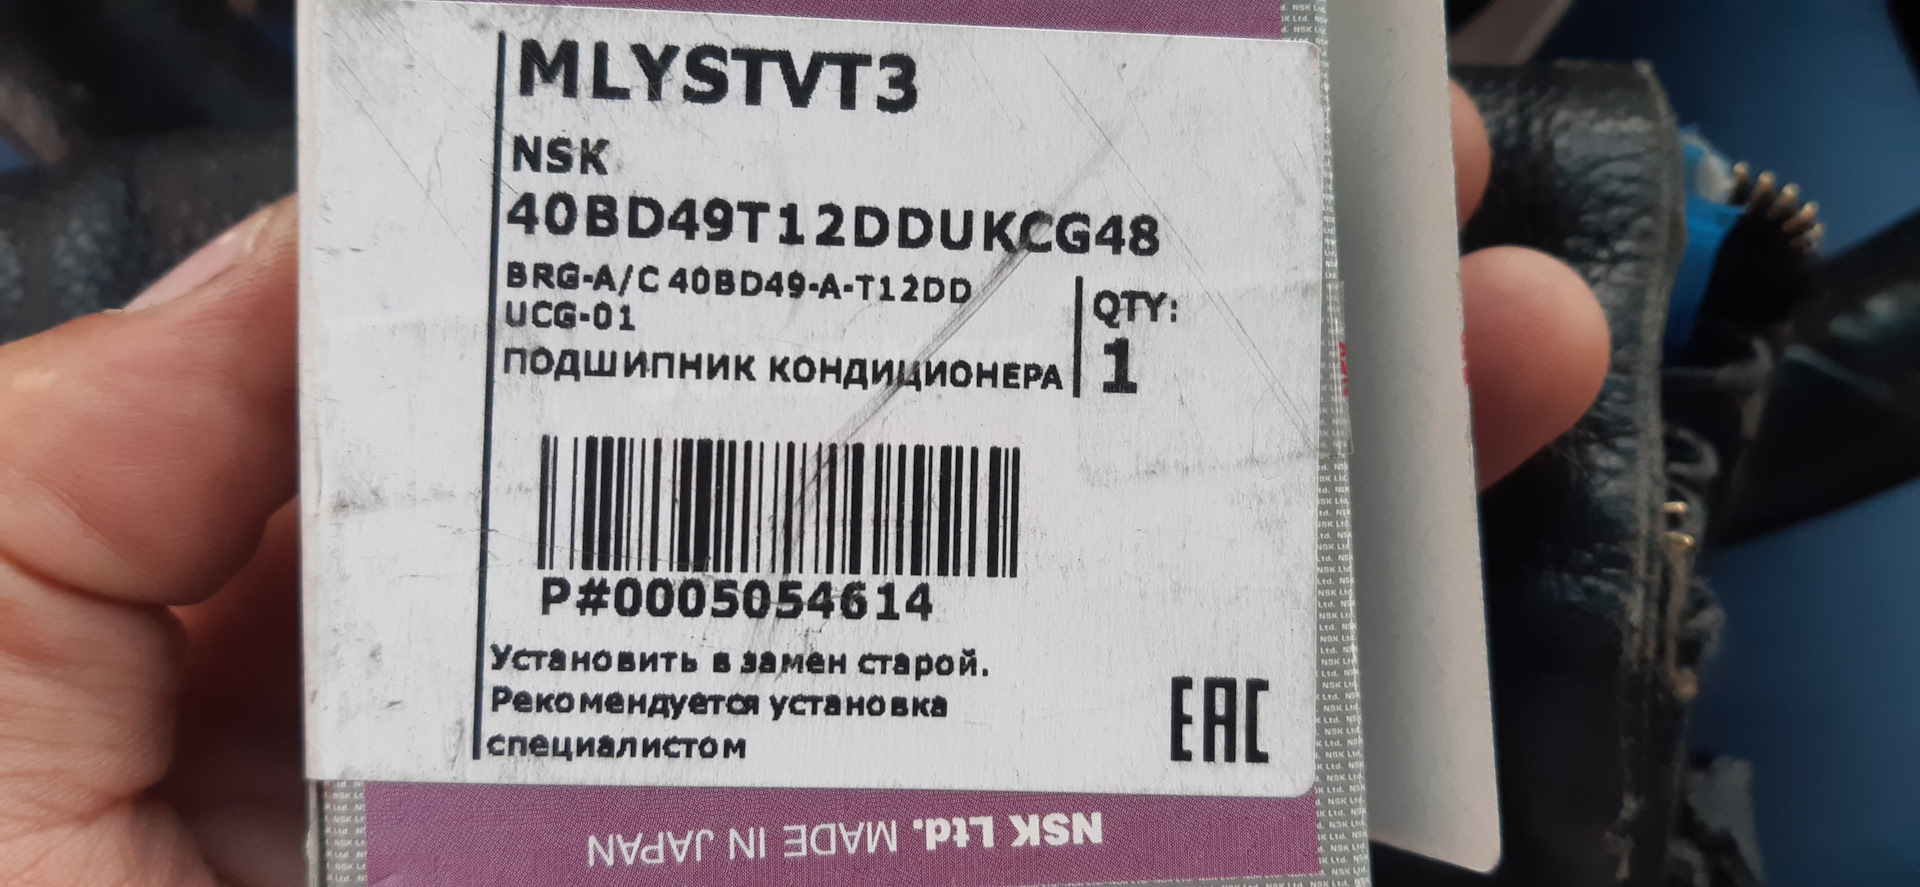 MLYSTVT3
NSK
40BD49T12DDUKCG48
BRG-A/C 40BD49-A-T12DD
UCG-01
ПОДШИПНИК КОНДИЦИОНЕРА
QTY:
1
P#0005054614
Установить в замен старой.
Рекомендуется установка
специалистом
EAC
NSK Ltd. MADE IN JAPAN